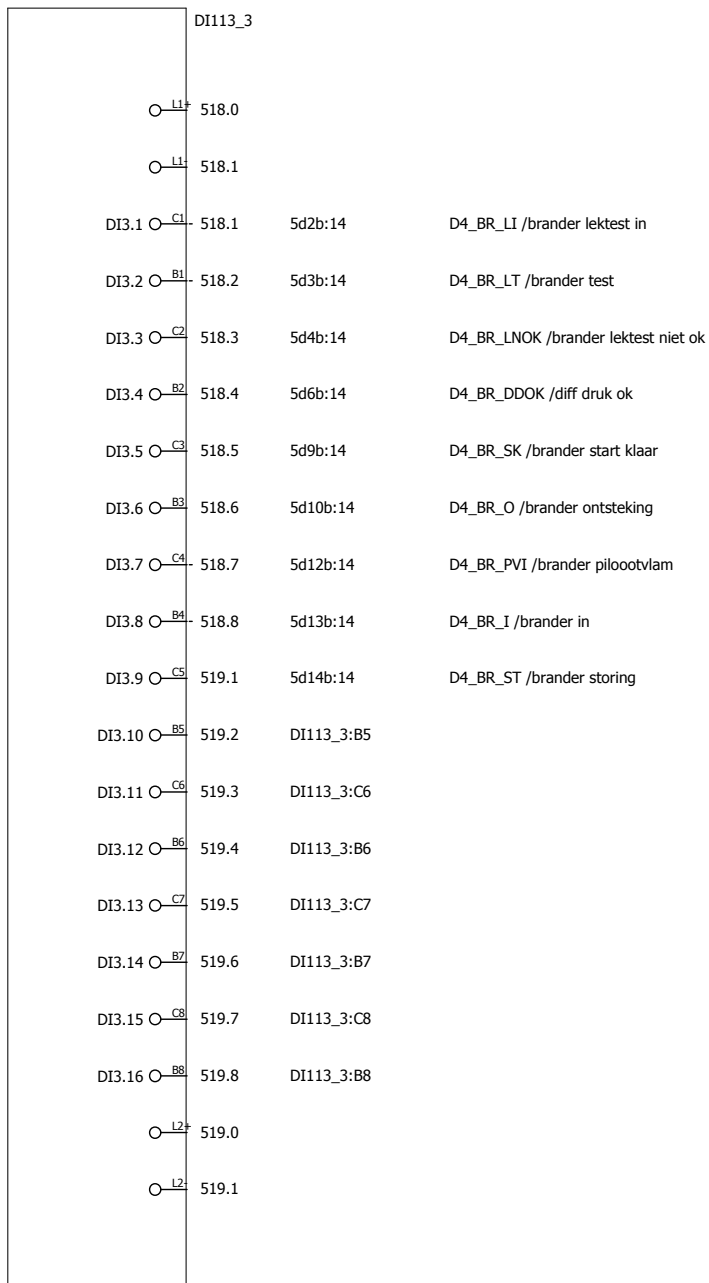 DI113_3
L1+ 518.0
L1- 518.1
DI3.1 C1 - 518.1 5d2b:14 D4_BR_LI /brander lektest in
DI3.2 B1 - 518.2 5d3b:14 D4_BR_LT /brander test
DI3.3 C2 518.3 5d4b:14 D4_BR_LNOK /brander lektest niet ok
DI3.4 B2 518.4 5d6b:14 D4_BR_DDOK /diff druk ok
DI3.5 C3 518.5 5d9b:14 D4_BR_SK /brander start klaar
DI3.6 B3 518.6 5d10b:14 D4_BR_O /brander ontsteking
DI3.7 C4 - 518.7 5d12b:14 D4_BR_PVI /brander piloootvlam
DI3.8 B4 - 518.8 5d13b:14 D4_BR_I /brander in
DI3.9 C5 519.1 5d14b:14 D4_BR_ST /brander storing
DI3.10 B5 519.2 DI113_3:B5
DI3.11 C6 519.3 DI113_3:C6
DI3.12 B6 519.4 DI113_3:B6
DI3.13 C7 519.5 DI113_3:C7
DI3.14 B7 519.6 DI113_3:B7
DI3.15 C8 519.7 DI113_3:C8
DI3.16 B8 519.8 DI113_3:B8
L2+ 519.0
L2- 519.1